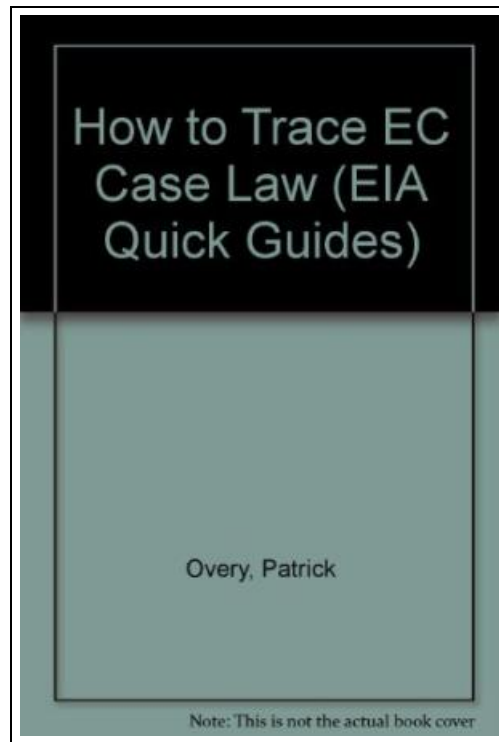 How to Trace EC
Case Law (EIA
Quick Guides)
Overy, Patrick
Note: This is not the actual book cover